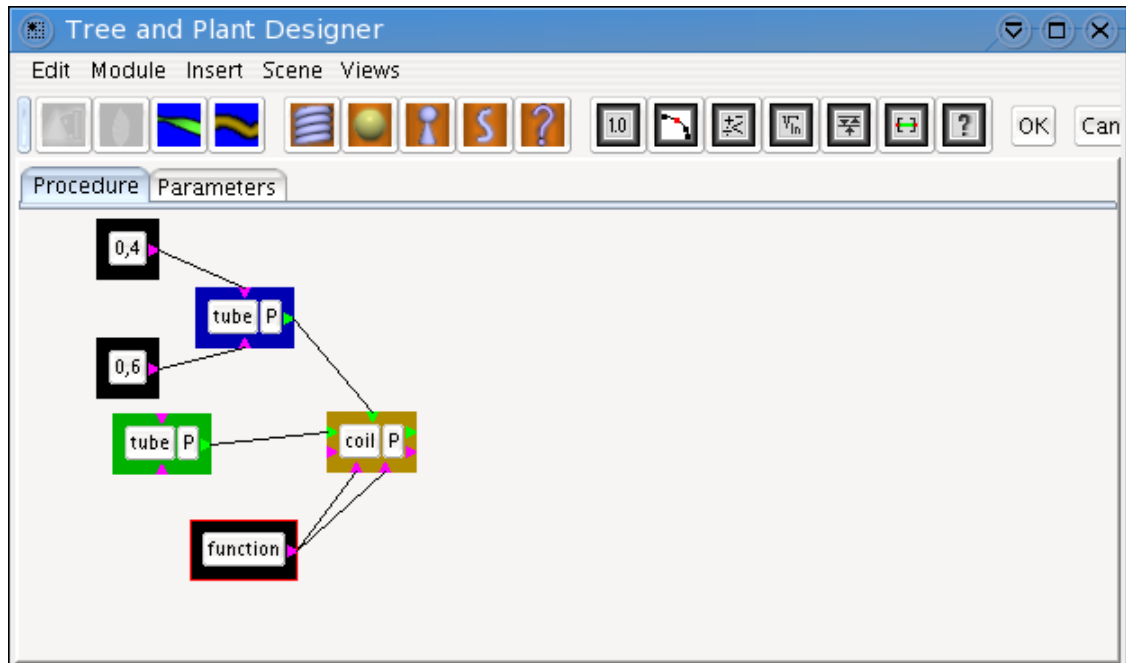 Tree and Plant Designer
Edit Module Insert Scene Views
1.0 ? OK Can
Procedure Parameters
0,4
tube P
0,6
tube P
coil P
function